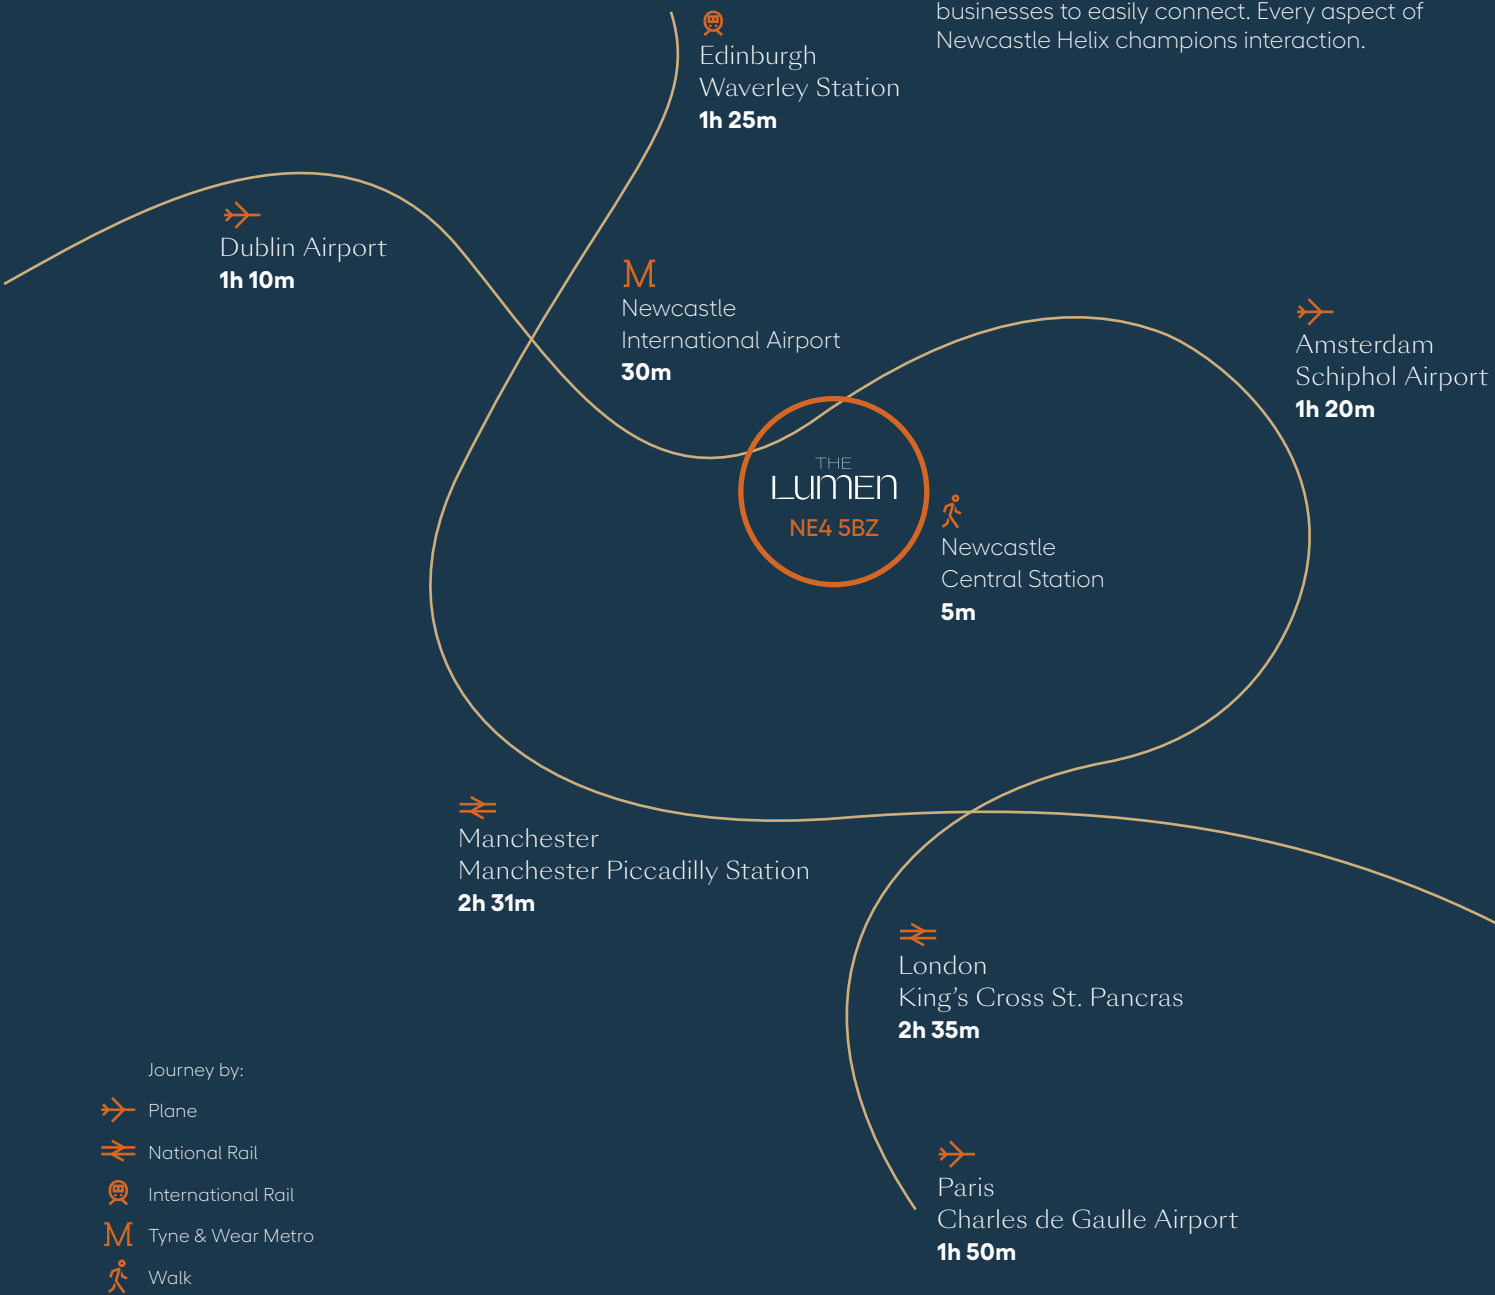 businesses to easily connect. Every aspect of
Newcastle Helix champions interaction.
Edinburgh
Waverley Station
1h 25m
Dublin Airport
1h 10m
M
Newcastle
International Airport
30m
Amsterdam
Schiphol Airport
1h 20m
THE
LUMEN
NE4 5BZ
Newcastle
Central Station
5m
Manchester
Manchester Piccadilly Station
2h 31m
London
King’s Cross St. Pancras
2h 35m
Paris
Charles de Gaulle Airport
1h 50m
Journey by:
Plane
National Rail
International Rail
M Tyne & Wear Metro
Walk